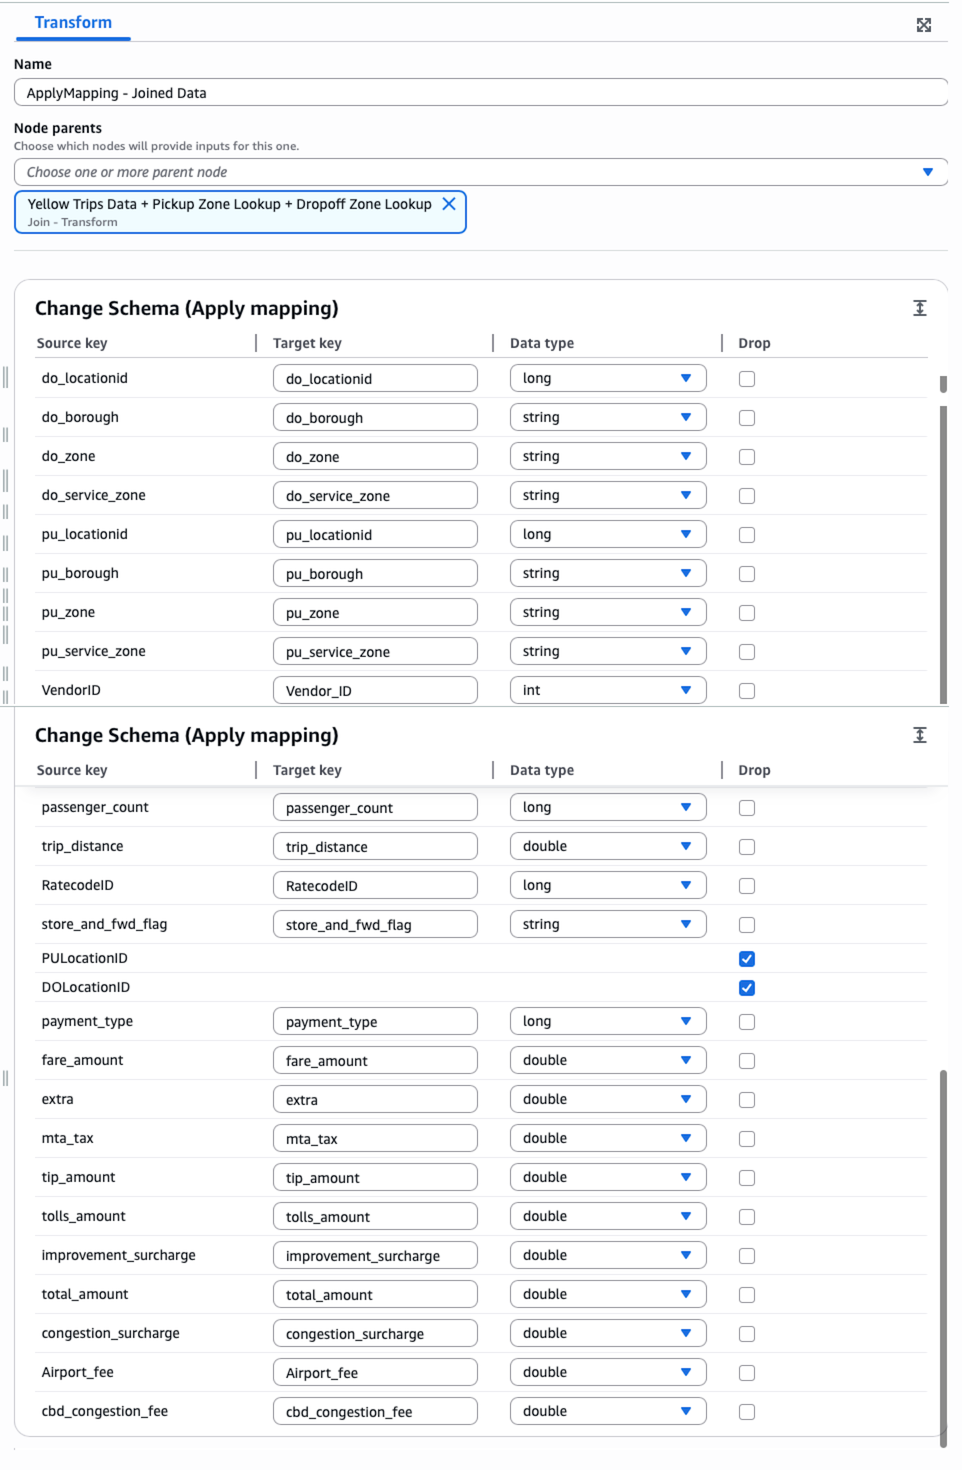 Transform
Name
ApplyMapping - Joined Data
Node parents
Choose which nodes will provide inputs for this one.
Choose one or more parent node
Yellow Trips Data + Pickup Zone Lookup + Dropoff Zone Lookup
Join - Transform
Change Schema (Apply mapping)
Source key Target key Data type Drop
do_locationid do_locationid long
do_borough do_borough string
do_zone do_zone string
do_service_zone do_service_zone string
pu_locationid pu_locationid long
pu_borough pu_borough string
pu_zone pu_zone string
pu_service_zone pu_service_zone string
VendorID Vendor_ID int
Change Schema (Apply mapping)
Source key Target key Data type Drop
passenger_count passenger_count long
trip_distance trip_distance double
RatecodeID RatecodeID long
store_and_fwd_flag store_and_fwd_flag string
PULocationID
DOLocationID
payment_type payment_type long
fare_amount fare_amount double
extra extra double
mta_tax mta_tax double
tip_amount tip_amount double
tolls_amount tolls_amount double
improvement_surcharge improvement_surcharge double
total_amount total_amount double
congestion_surcharge congestion_surcharge double
Airport_fee Airport_fee double
cbd_congestion_fee cbd_congestion_fee double